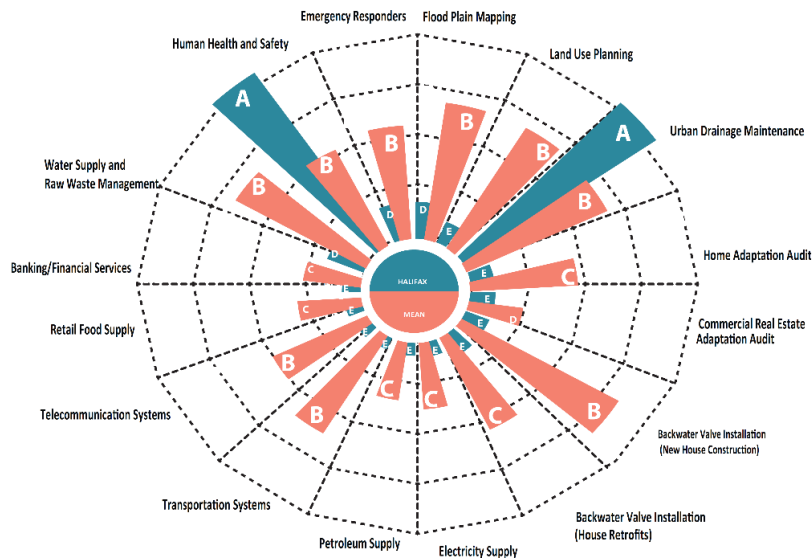 Emergency Responders
Flood Plain Mapping
Human Health and Safety
Land Use Planning
A
A
Urban Drainage Maintenance
B
B
B
B
Water Supply and
Raw Waste Management
B
B
D
D
E
D
Banking/Financial Services
C
E
C
Home Adaptation Audit
HALIFAX
E
E
Retail Food Supply
C
MEAN
E
D
Commercial Real Estate
Adaptation Audit
E
E
B
E
E
E
E
B
Telecommunication Systems
B
C
C
C
Backwater Valve Installation
(New House Construction)
Transportation Systems
Backwater Valve Installation
(House Retrofits)
Petroleum Supply
Electricity Supply